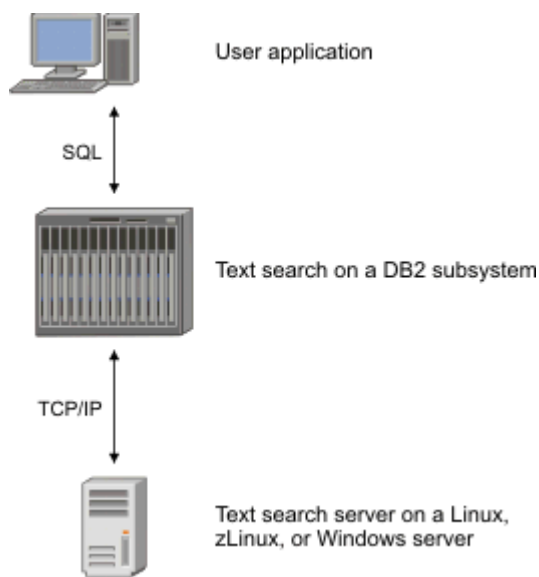 User application
SQL
Text search on a DB2 subsystem
TCP/IP
Text search server on a Linux,
zLinux, or Windows server